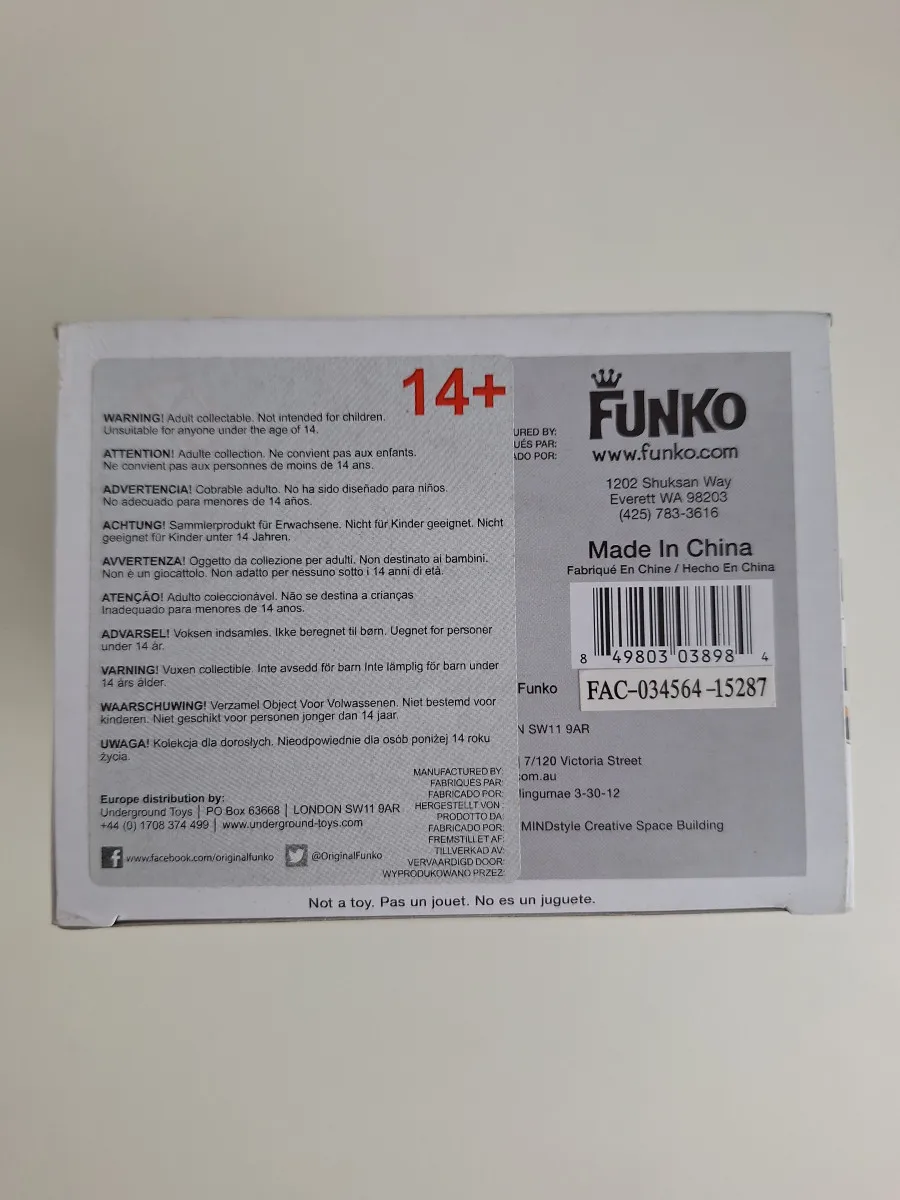 14+
WARNING! Adult collectable. Not intended for children.
Unsuitable for anyone under the age of 14.
ATTENTION! Adulte collection. Ne convient pas aux enfants.
Ne convient pas aux personnes de moins de 14 ans.
ADVERTENCIA! Cobrable adulto. No ha sido diseñado para niños.
No adecuado para menores de 14 años.
ACHTUNG! Sammlerprodukt für Erwachsene. Nicht für Kinder geeignet. Nicht
geeignet für Kinder unter 14 Jahren.
AVVERTENZA! Oggetto da collezione per adulti. Non destinato ai bambini.
Non è un giocattolo. Non adatto per nessuno sotto i 14 anni di età.
ATENÇÃO! Adulto coleccionável. Não se destina a crianças
Inadequado para menores de 14 anos.
ADVARSEL! Voksen indsamles. Ikke beregnet til børn. Uegnet for personer
under 14 år.
VARNING! Vuxen collectible. Inte avsedd för barn Inte lämplig för barn under
14 års ålder.
WAARSCHUWING! Verzamel Object Voor Volwassenen. Niet bestemd voor
kinderen. Niet geschikt voor personen jonger dan 14 jaar
UWAGA! Kolekcja dla dorosłych. Nieodpowiednie dla osób poniżej 14 roku
życia.
MANUFACTURED BY:
FABRIQUÉS PAR:
FABRICADO POR:
HERGESTELLT VON :
PRODOTTO DA:
FABRICADO POR:
FREMSTILLET AF:
TILLVERKAD AV:
VERVAARDIGD DOOR:
WYPRODUKOWANO PRZEZ:
Europe distribution by:
Underground Toys | PO Box 63668 | LONDON SW11 9AR
+44 (0) 1708 374 499 | www.underground-toys.com
www.facebook.com/originalfunko @OriginalFunko
URED BY:
UÉS PAR:
DO POR:
FUNKO
www.funko.com
1202 Shuksan Way
Everett WA 98203
(425) 783-3616
Made In China
Fabriqué En Chine / Hecho En China
8 49803 03898 4
FAC-034564-15287
Funko
N SW11 9AR
7/120 Victoria Street
om.au
lingumae 3-30-12
MINDstyle Creative Space Building
Not a toy. Pas un jouet. No es un juguete.